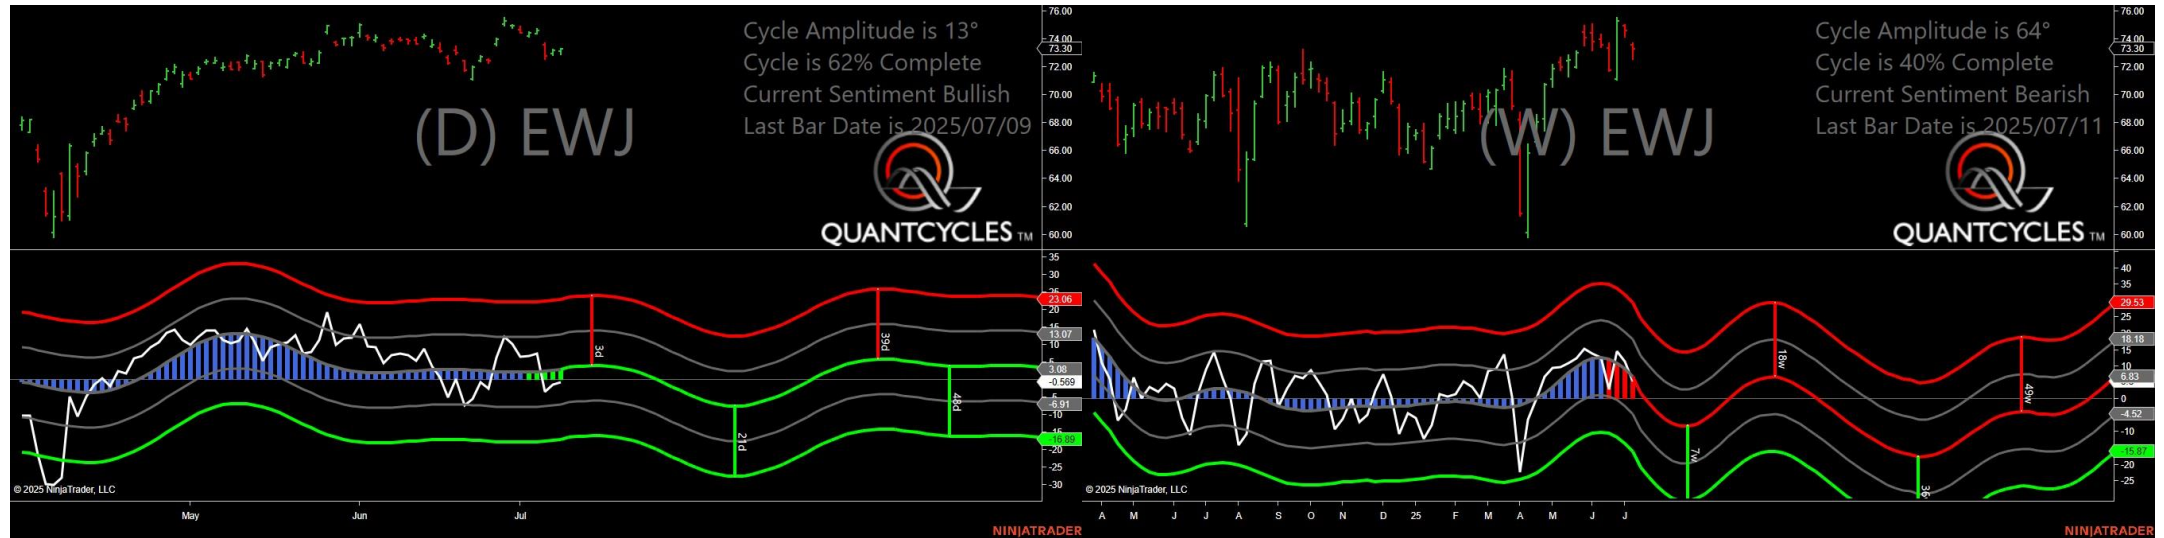 Cycle Amplitude is 13°
Cycle is 62% Complete
Current Sentiment Bullish
Last Bar Date is 2025/07/09
(D) EWJ
QUANTCYCLES TM
76.00
74.00
73.30
72.00
70.00
68.00
66.00
64.00
62.00
60.00
35
30
23.06
20
15
13.07
10
5
3.08
-0.569
-6.91
-10
-15
-16.89
-20
-25
-30
3d
21d
39d
48d
© 2025 NinjaTrader, LLC
May Jun Jul
NINJATRADER
Cycle Amplitude is 64°
Cycle is 40% Complete
Current Sentiment Bearish
Last Bar Date is 2025/07/11
(W) EWJ
QUANTCYCLES TM
76.00
74.00
73.30
72.00
70.00
68.00
66.00
64.00
62.00
60.00
40
35
29.53
25
18.18
15
10
6.83
0
-4.52
-10
-15.87
-20
-25
7w
18w
36
49w
© 2025 NinjaTrader, LLC
A M J J A S O N D 25 F M A M J J
NINJATRADER